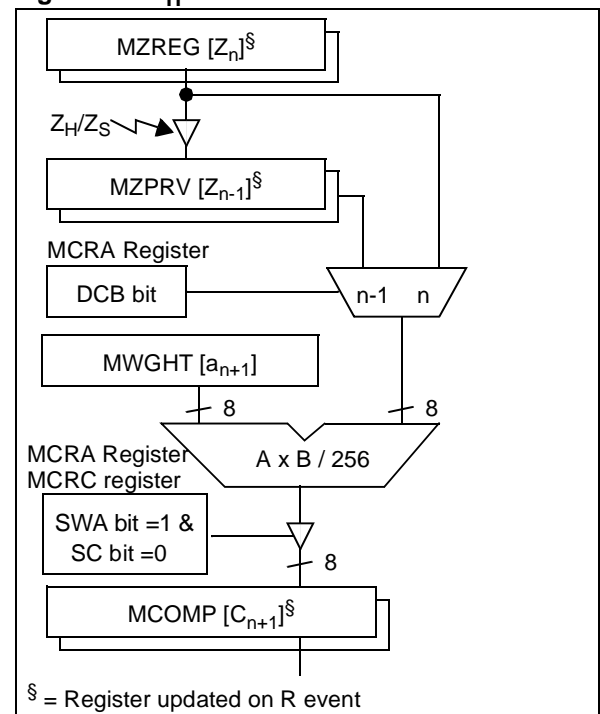 MZREG [Zn]§
ZH/ZS
MZPRV [Zn-1]§
MCRA Register
DCB bit
n-1 n
MWGHT [an+1]
8 8
MCRA Register
MCRC register
A x B / 256
SWA bit =1 &
SC bit =0
8
MCOMP [Cn+1]§
§ = Register updated on R event